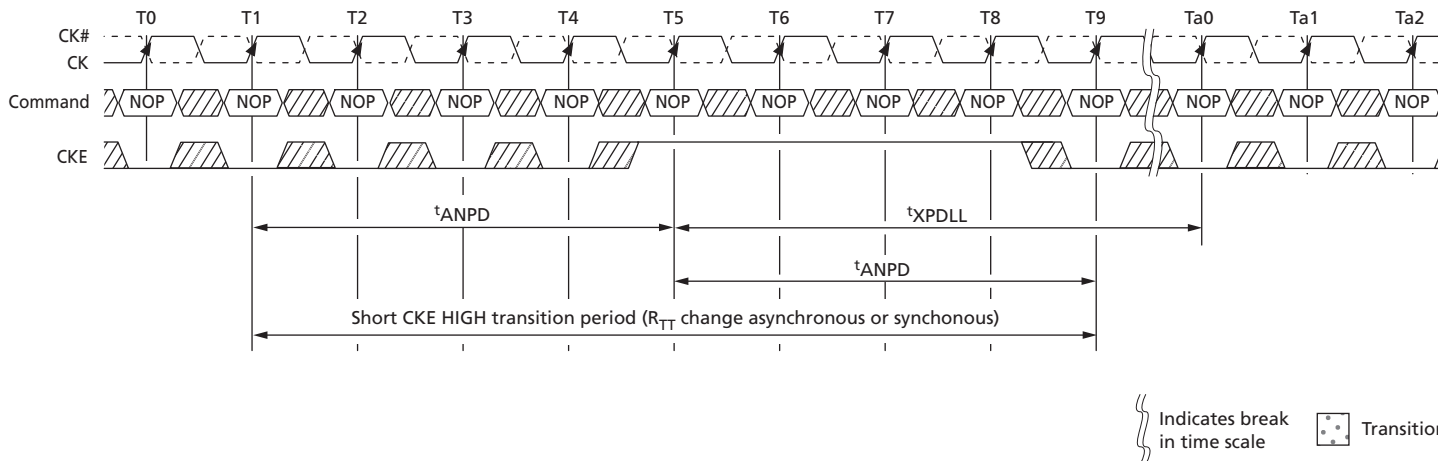 T0 T1 T2 T3 T4 T5 T6 T7 T8 T9 Ta0 Ta1 Ta2
CK#
CK
Command NOP NOP NOP NOP NOP NOP NOP NOP NOP NOP NOP NOP NOP
CKE
tANPD
tXPDLL
tANPD
Short CKE HIGH transition period (RTT change asynchronous or synchonous)
Indicates break
in time scale
Transition